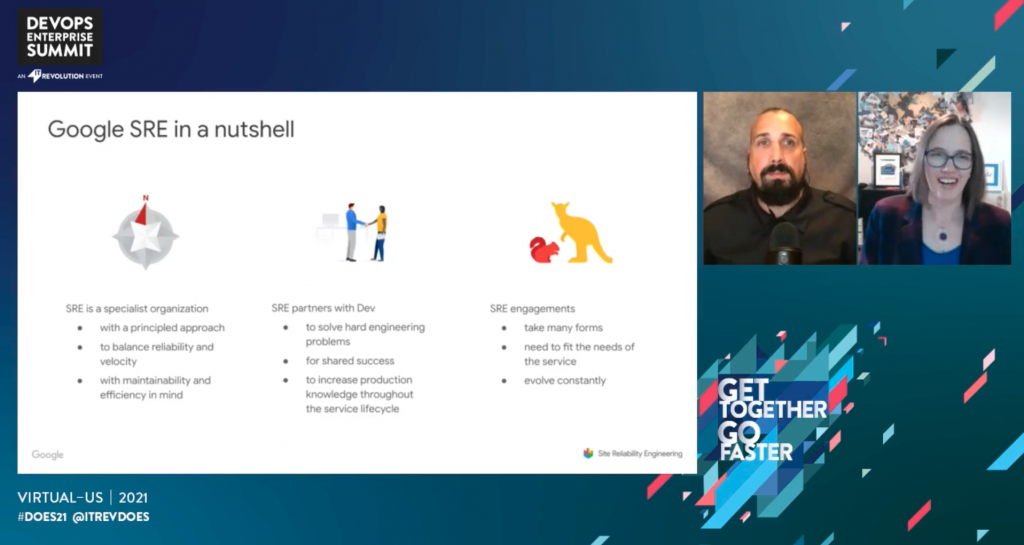 DEVOPS
ENTERPRISE
SUMMIT
AN IT REVOLUTION EVENT
Google SRE in a nutshell
N
SRE is a specialist organization
• with a principled approach
• to balance reliability and
velocity
• with maintainability and
efficiency in mind
SRE partners with Dev
• to solve hard engineering
problems
• for shared success
• to increase production
knowledge throughout
the service lifecycle
SRE engagements
• take many forms
• need to fit the needs of
the service
• evolve constantly
Google
Site Reliability Engineering
GET
TOGETHER
GO
FASTER
VIRTUAL-US | 2021
#DOES21 @ITREVDOES